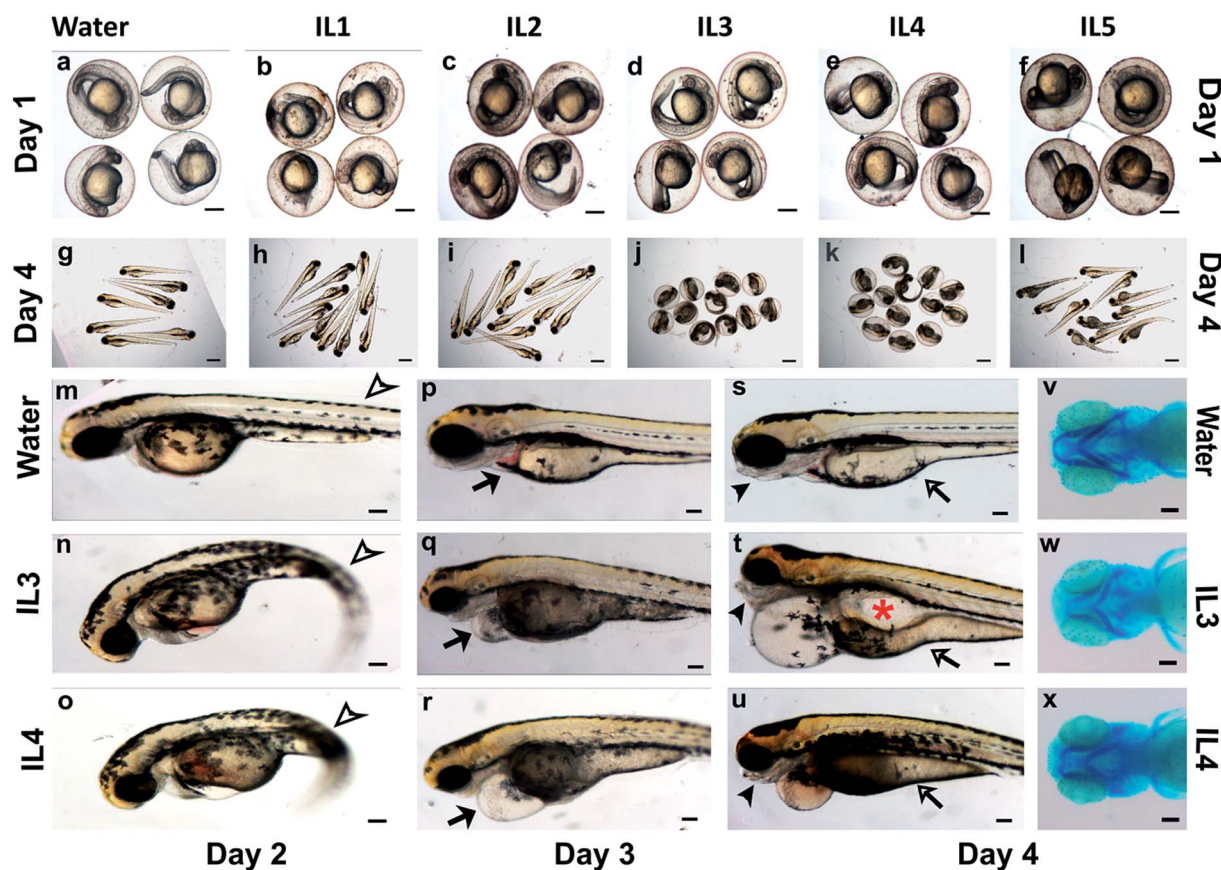 Water IL1 IL2 IL3 IL4 IL5
Day 1 a b c d e f Day 1
Day 4 g h i j k l Day 4
Water m p s v Water
IL3 n q t w IL3
*
IL4 o r u x IL4
Day 2 Day 3 Day 4